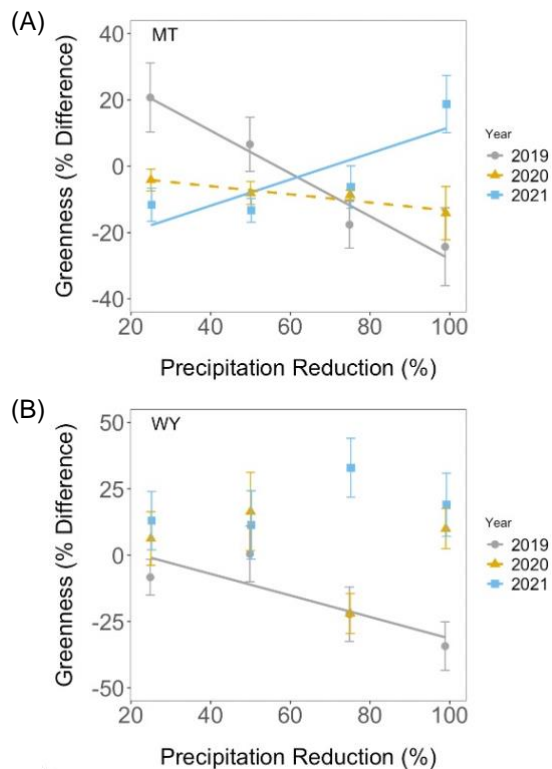 (A)
MT
Greenness (% Difference)
40
20
0
-20
-40
20 40 60 80 100
Precipitation Reduction (%)
Year
2019
2020
2021
(B)
WY
Greenness (% Difference)
50
25
0
-25
-50
20 40 60 80 100
Precipitation Reduction (%)
Year
2019
2020
2021